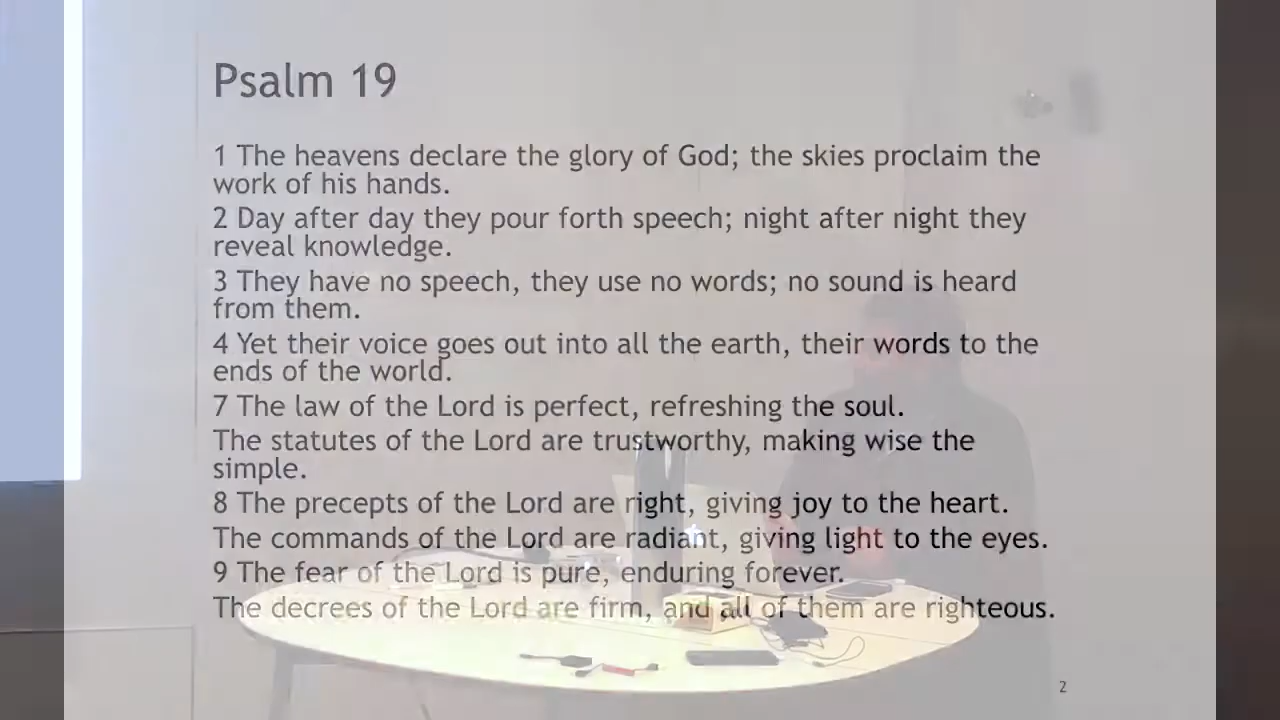 Psalm 19
1 The heavens declare the glory of God; the skies proclaim the
work of his hands.
2 Day after day they pour forth speech; night after night they
reveal knowledge.
3 They have no speech, they use no words; no sound is heard
from them.
4 Yet their voice goes out into all the earth, their words to the
ends of the world.
7 The law of the Lord is perfect, refreshing the soul.
The statutes of the Lord are trustworthy, making wise the
simple.
8 The precepts of the Lord are right, giving joy to the heart.
The commands of the Lord are radiant, giving light to the eyes.
9 The fear of the Lord is pure, enduring forever.
The decrees of the Lord are firm, and all of them are righteous.
2